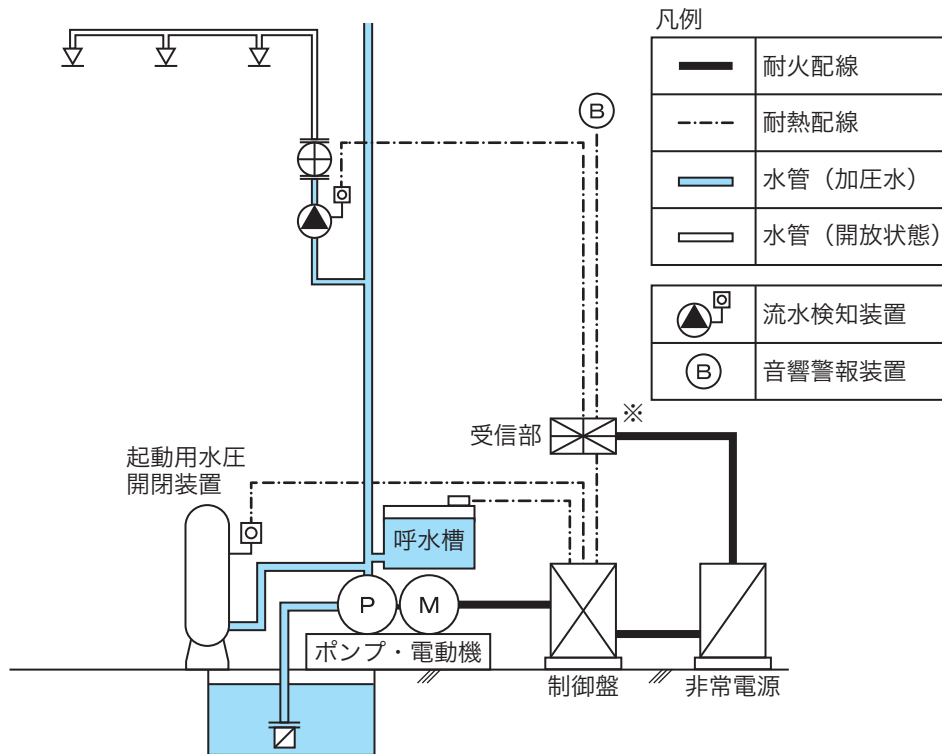 凡例
耐火配線
B
耐熱配線
水管（加圧水）
水管（開放状態）
流水検知装置
B
音響警報装置
※
受信部
起動用水圧
開閉装置
呼水槽
P
M
ポンプ・電動機
制御盤
非常電源